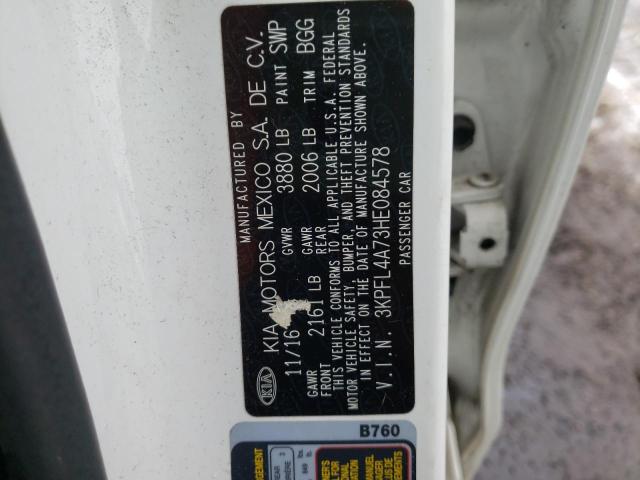 MANUFACTURED BY
KIA KIA MOTORS MEXICO S.A. DE C.V.
11/16 GVWR 3880 LB PAINT SWP
GAWR FRONT 2161 LB GAWR REAR 2006 LB TRIM BGG
THIS VEHICLE CONFORMS TO ALL APPLICABLE U.S.A. FEDERAL
MOTOR VEHICLE SAFETY, BUMPER, AND THEFT PREVENTION STANDARDS
IN EFFECT ON THE DATE OF MANUFACTURE SHOWN ABOVE.
V.I.N. 3KPFL4A73HE084578
PASSENGER CAR
B760